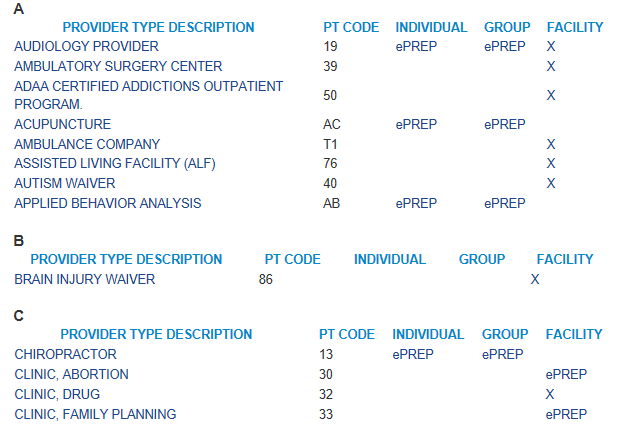 A
PROVIDER TYPE DESCRIPTION PT CODE INDIVIDUAL GROUP FACILITY
AUDIOLOGY PROVIDER 19 ePREP ePREP X
AMBULATORY SURGERY CENTER 39 X
ADAA CERTIFIED ADDICTIONS OUTPATIENT
PROGRAM. 50 X
ACUPUNCTURE AC ePREP ePREP
AMBULANCE COMPANY T1 X
ASSISTED LIVING FACILITY (ALF) 76 X
AUTISM WAIVER 40 X
APPLIED BEHAVIOR ANALYSIS AB ePREP ePREP
B
PROVIDER TYPE DESCRIPTION PT CODE INDIVIDUAL GROUP FACILITY
BRAIN INJURY WAIVER 86 X
C
PROVIDER TYPE DESCRIPTION PT CODE INDIVIDUAL GROUP FACILITY
CHIROPRACTOR 13 ePREP ePREP
CLINIC, ABORTION 30 ePREP
CLINIC, DRUG 32 X
CLINIC, FAMILY PLANNING 33 ePREP